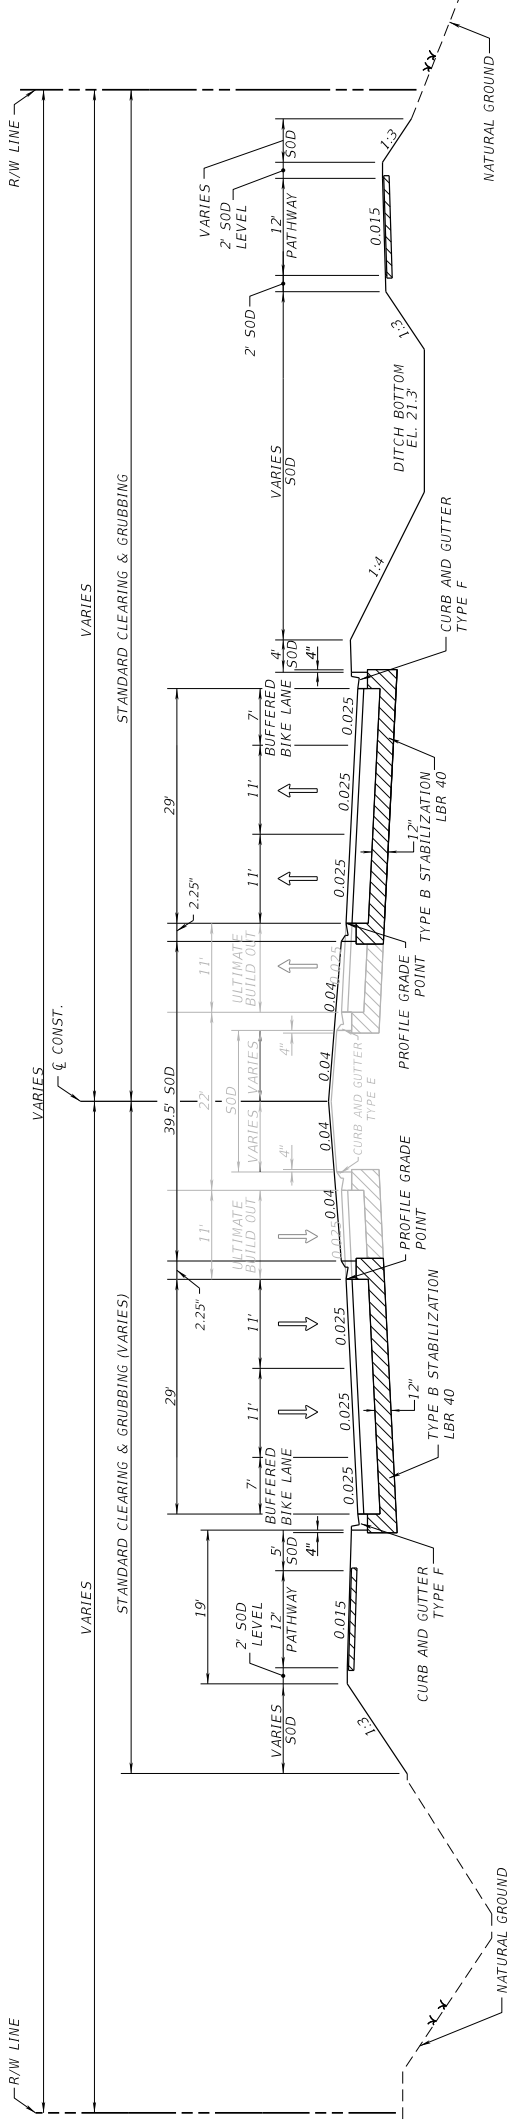 R/W LINE
R/W LINE
VARIES
℄ CONST.
VARIES
VARIES
STANDARD CLEARING & GRUBBING (VARIES)
STANDARD CLEARING & GRUBBING
29'
2.25"
39.5' SOD
2.25"
29'
11'
22'
11'
19'
2' SOD
LEVEL
VARIES
SOD
12'
PATHWAY
5'
SOD
4"
7'
BUFFERED
BIKE LANE
11'
11'
ULTIMATE
BUILD OUT
SOD
VARIES
VARIES
4"
4"
ULTIMATE
BUILD OUT
11'
11'
7'
BUFFERED
BIKE LANE
4'
SOD
4"
VARIES
SOD
2' SOD
12'
PATHWAY
2' SOD
LEVEL
VARIES
SOD
1:3
0.015
0.025
0.025
0.025
0.025
0.04
0.04
0.04
0.04
0.025
0.025
0.025
0.025
1:4
1:3
0.015
1:3
CURB AND GUTTER
TYPE E
DITCH BOTTOM
EL. 21.3'
CURB AND GUTTER
TYPE F
12"
TYPE B STABILIZATION
LBR 40
PROFILE GRADE
POINT
PROFILE GRADE
POINT
12"
TYPE B STABILIZATION
LBR 40
CURB AND GUTTER
TYPE F
NATURAL GROUND
NATURAL GROUND